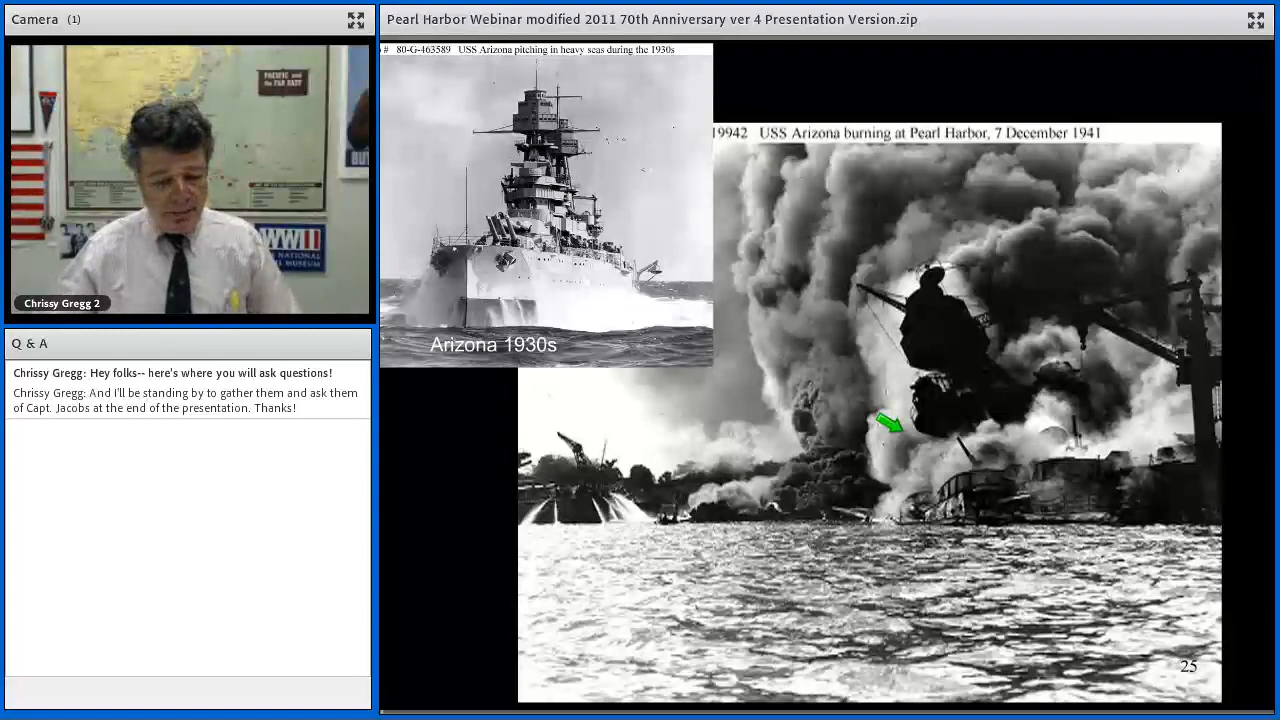 Camera (1)
PACIFIC and
the FAR EAST
BUY
WWII
NATIONAL
MUSEUM
Chrissy Gregg 2
Q & A
Chrissy Gregg: Hey folks-- here's where you will ask questions!
Chrissy Gregg: And I'll be standing by to gather them and ask them
of Capt. Jacobs at the end of the presentation. Thanks!
Pearl Harbor Webinar modified 2011 70th Anniversary ver 4 Presentation Version.zip
# 80-G-463589 USS Arizona pitching in heavy seas during the 1930s
Arizona 1930s
19942 USS Arizona burning at Pearl Harbor, 7 December 1941
25